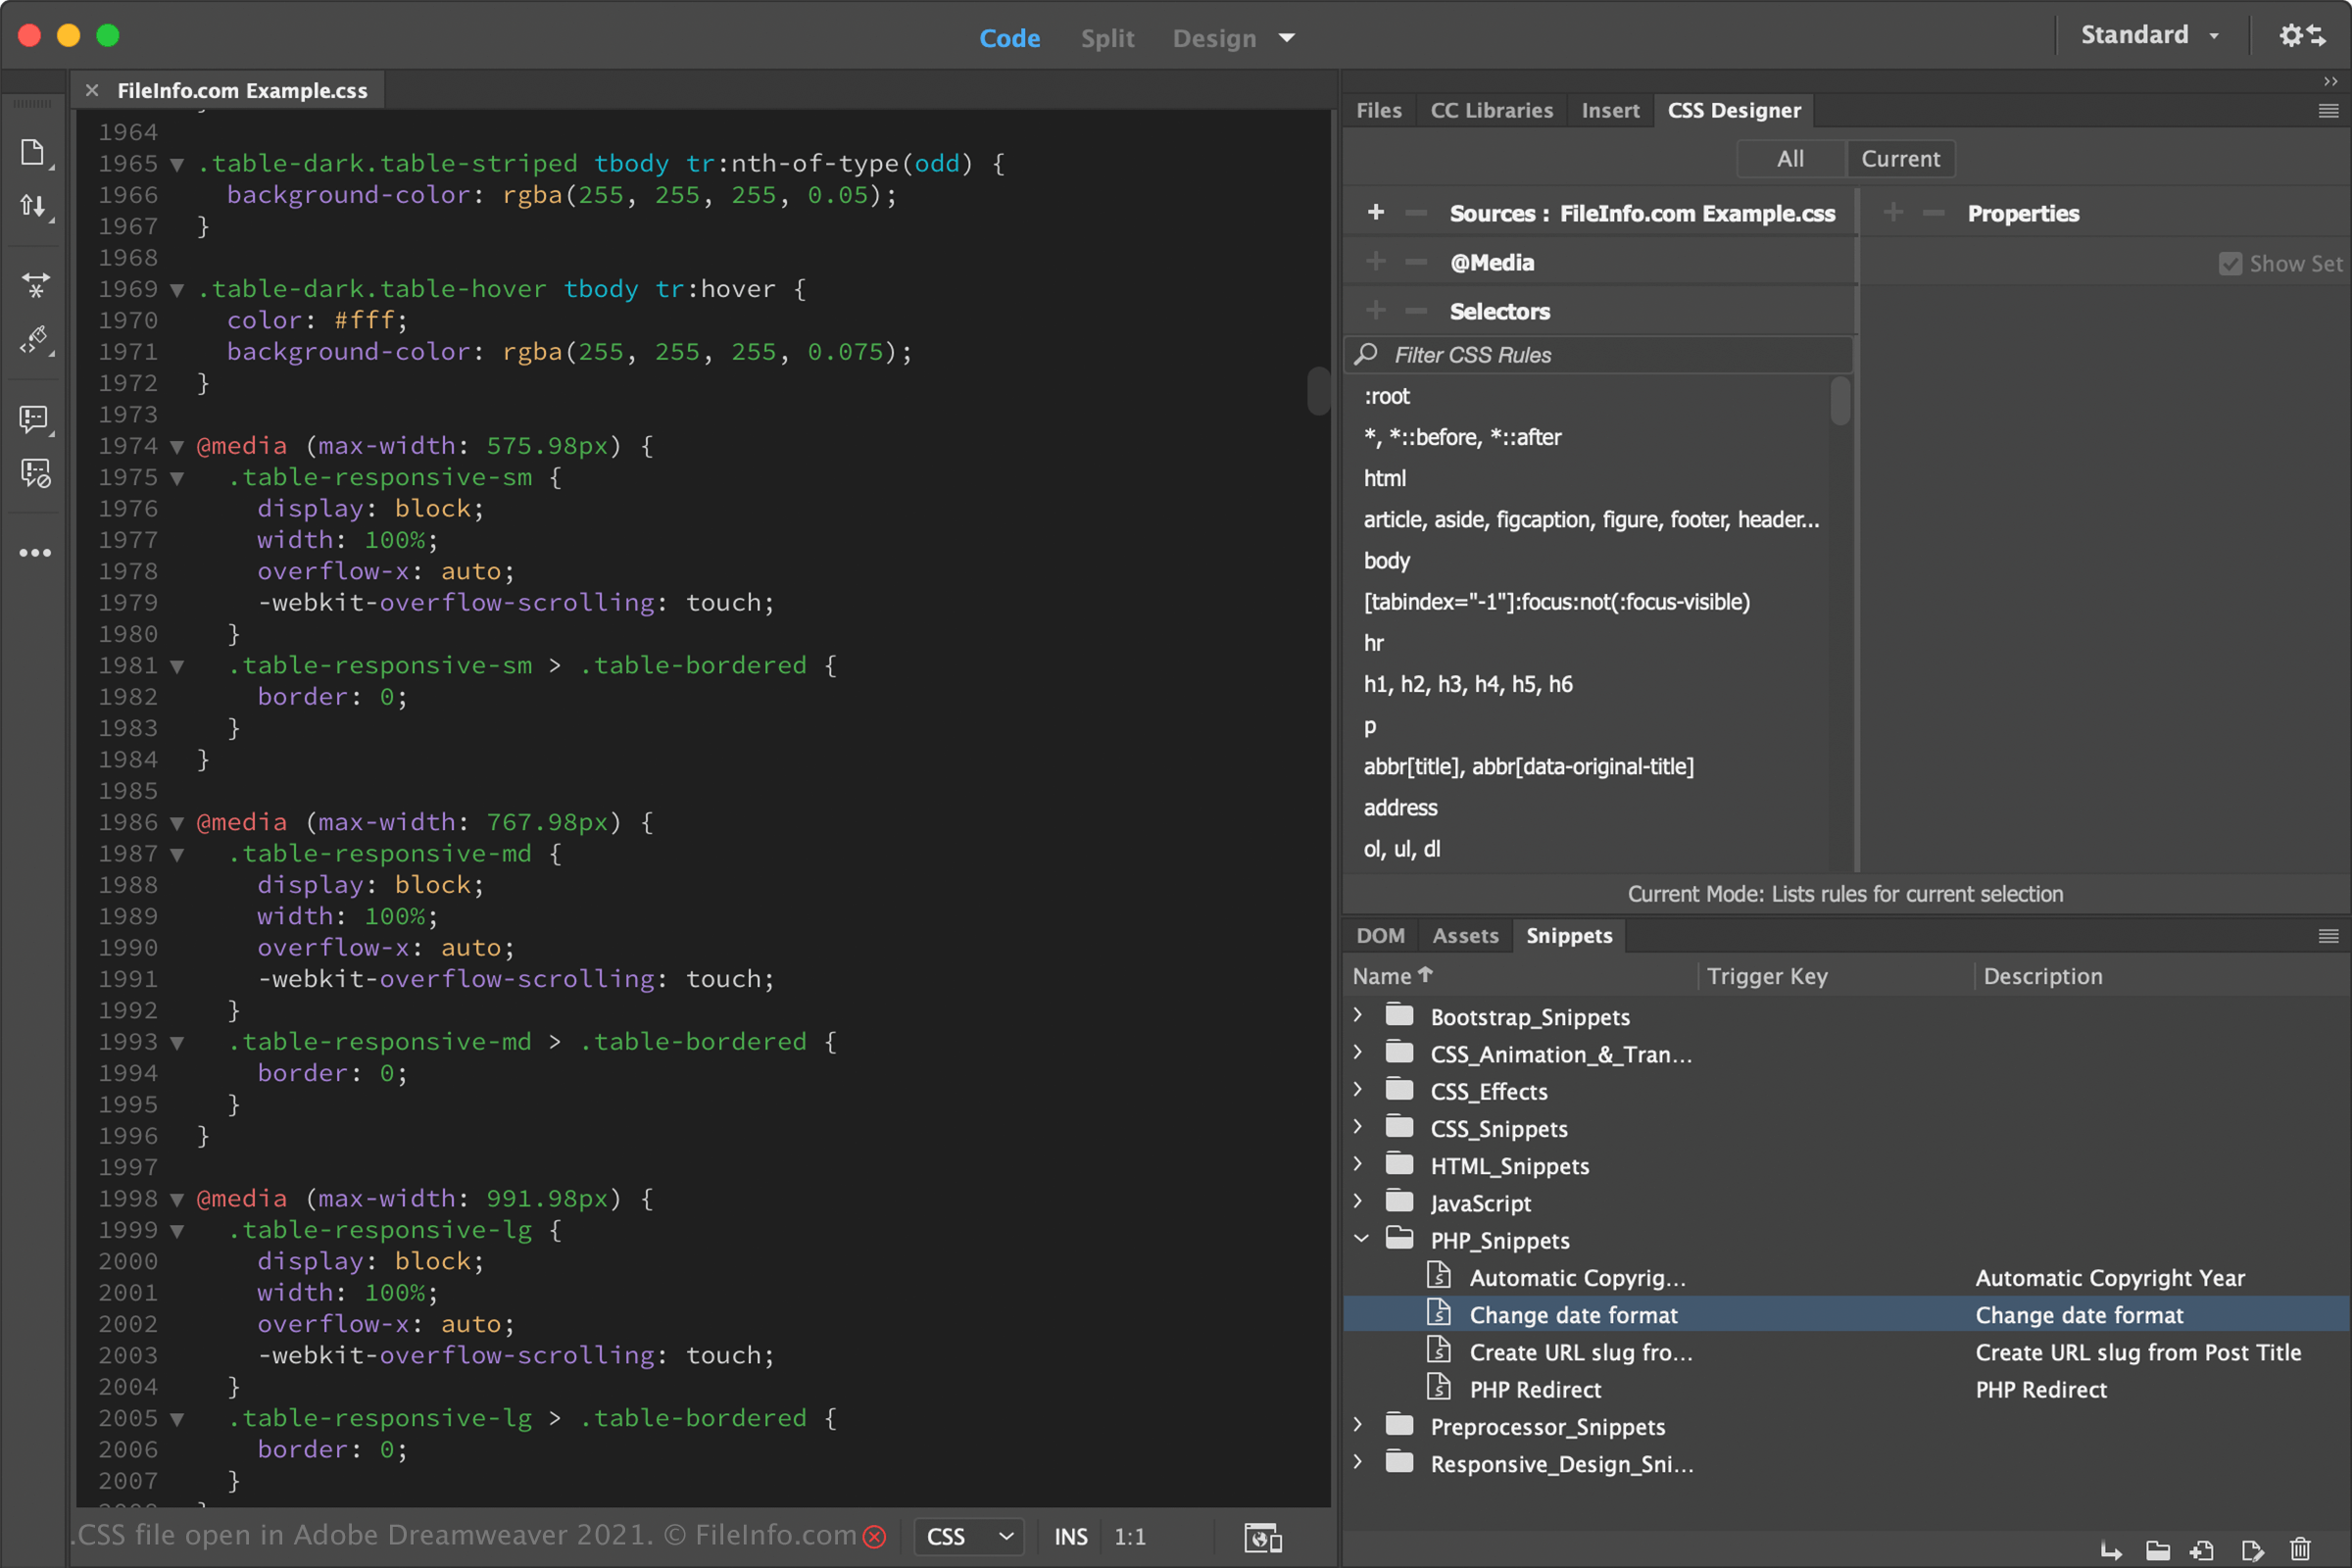 Code Split Design
Standard
FileInfo.com Example.css
1964
1965 .table-dark.table-striped tbody tr:nth-of-type(odd) {
1966 background-color: rgba(255, 255, 255, 0.05);
1967 }
1968
1969 .table-dark.table-hover tbody tr:hover {
1970 color: #fff;
1971 background-color: rgba(255, 255, 255, 0.075);
1972 }
1973
1974 @media (max-width: 575.98px) {
1975 .table-responsive-sm {
1976 display: block;
1977 width: 100%;
1978 overflow-x: auto;
1979 -webkit-overflow-scrolling: touch;
1980 }
1981 .table-responsive-sm > .table-bordered {
1982 border: 0;
1983 }
1984 }
1985
1986 @media (max-width: 767.98px) {
1987 .table-responsive-md {
1988 display: block;
1989 width: 100%;
1990 overflow-x: auto;
1991 -webkit-overflow-scrolling: touch;
1992 }
1993 .table-responsive-md > .table-bordered {
1994 border: 0;
1995 }
1996 }
1997
1998 @media (max-width: 991.98px) {
1999 .table-responsive-lg {
2000 display: block;
2001 width: 100%;
2002 overflow-x: auto;
2003 -webkit-overflow-scrolling: touch;
2004 }
2005 .table-responsive-lg > .table-bordered {
2006 border: 0;
2007 }
.CSS file open in Adobe Dreamweaver 2021. © FileInfo.com
CSS INS 1:1
Files CC Libraries Insert CSS Designer
All Current
+ − Sources : FileInfo.com Example.css
+ − @Media
+ − Selectors
Filter CSS Rules
:root
*, *::before, *::after
html
article, aside, figcaption, figure, footer, header...
body
[tabindex="-1"]:focus:not(:focus-visible)
hr
h1, h2, h3, h4, h5, h6
p
abbr[title], abbr[data-original-title]
address
ol, ul, dl
+ − Properties
Show Set
Current Mode: Lists rules for current selection
DOM Assets Snippets
Name Trigger Key Description
Bootstrap_Snippets
CSS_Animation_&_Tran...
CSS_Effects
CSS_Snippets
HTML_Snippets
JavaScript
PHP_Snippets
Automatic Copyrig... Automatic Copyright Year
Change date format Change date format
Create URL slug fro... Create URL slug from Post Title
PHP Redirect PHP Redirect
Preprocessor_Snippets
Responsive_Design_Sni...